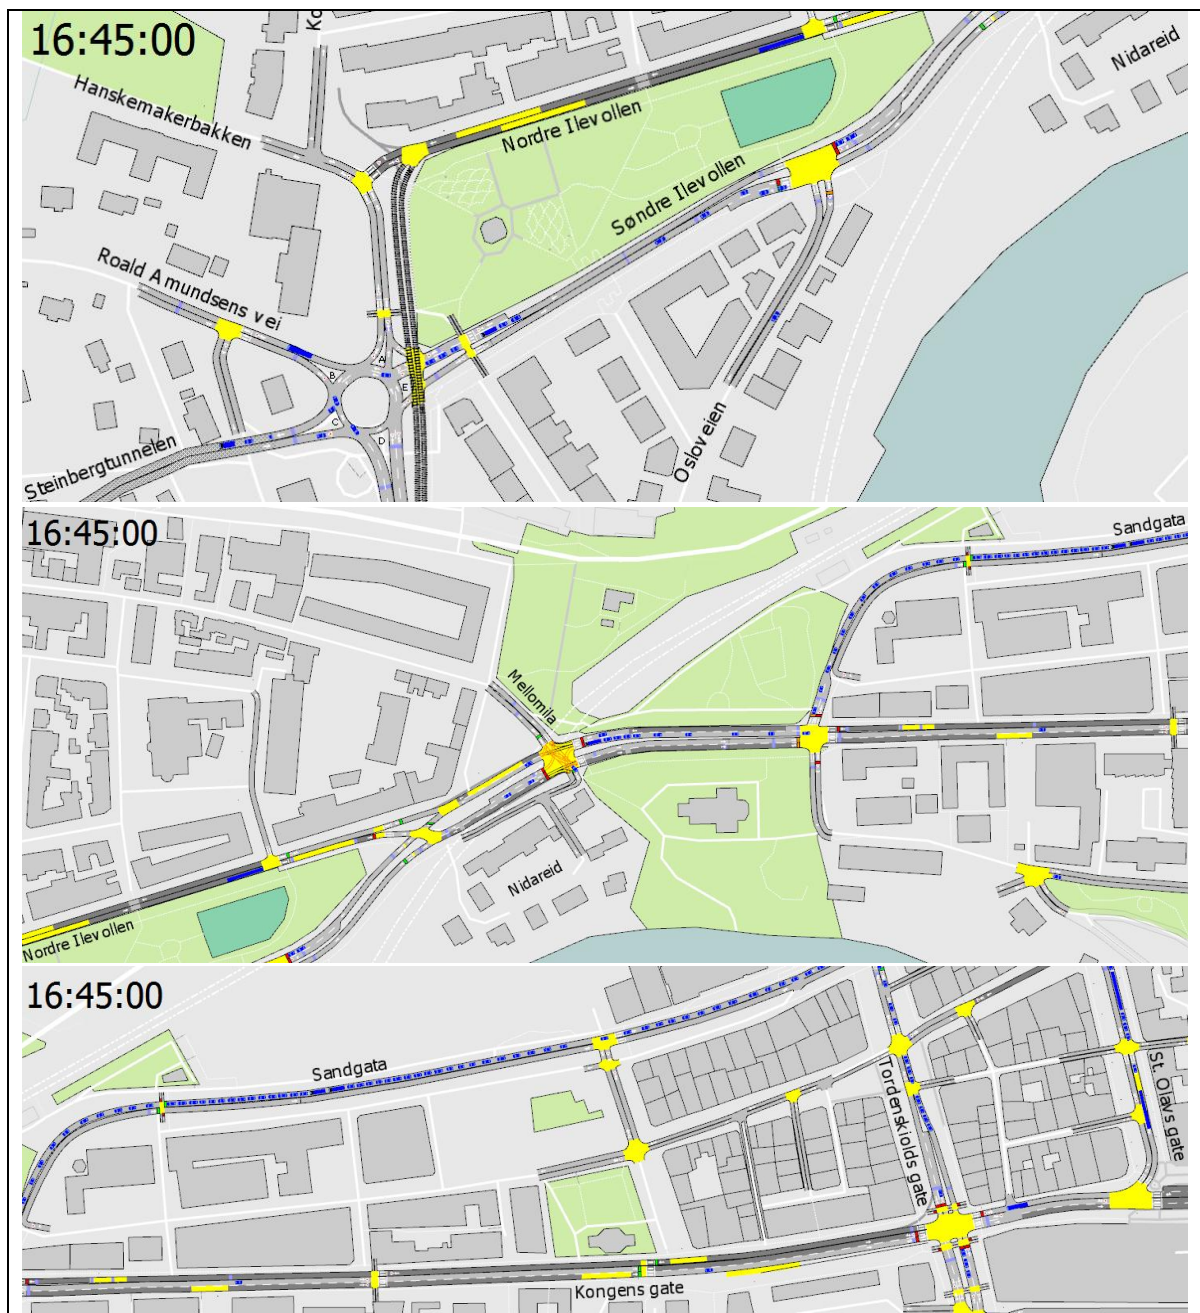 16:45:00
Ko
Nidareid
Hanskemakerbakken
Nordre Ilevollen
Søndre Ilevollen
Roald Amundsens vei
A
B
E
C
D
Steinbergtunnelen
Osloveien
16:45:00
Sandgata
Mellomila
Nidareid
Nordre Ilevollen
16:45:00
Sandgata
Tordenskiolds gate
St. Olavs gate
Kongens gate